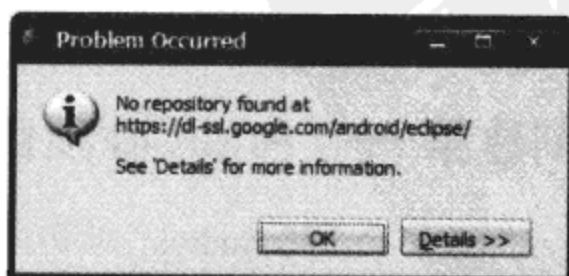 Problem Occurred
No repository found at
https://dl-ssl.google.com/android/eclipse/
See 'Details' for more information.
OK
Details >>